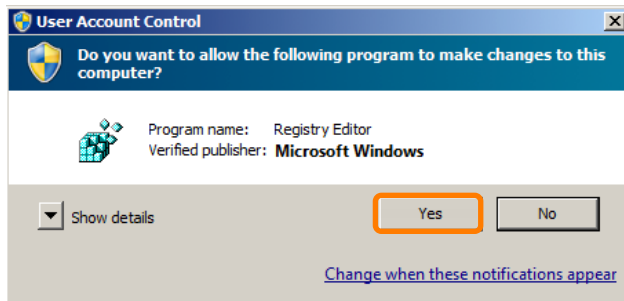 User Account Control
Do you want to allow the following program to make changes to this
computer?
Program name: Registry Editor
Verified publisher: Microsoft Windows
Show details
Yes
No
Change when these notifications appear